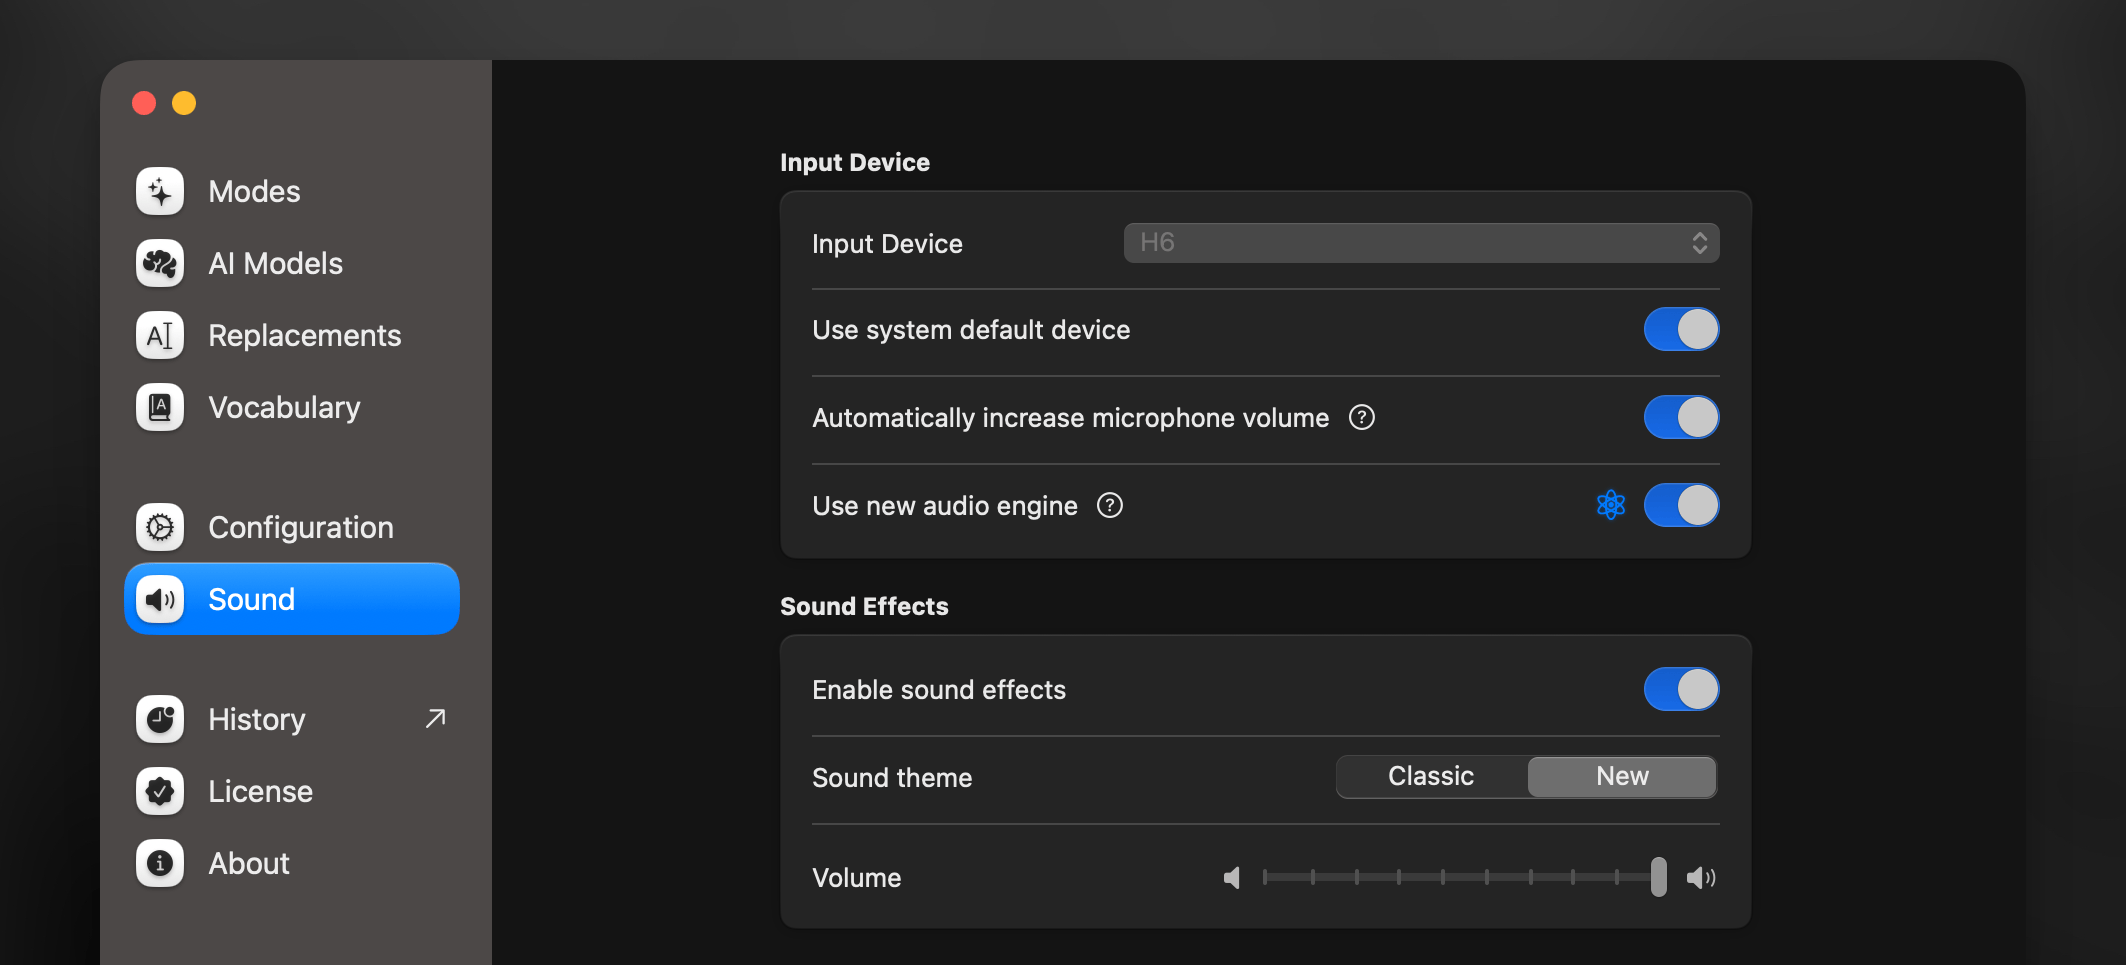 Modes
AI Models
Replacements
Vocabulary
Configuration
Sound
History
License
About
Input Device
Input Device H6
Use system default device
Automatically increase microphone volume ?
Use new audio engine ?
Sound Effects
Enable sound effects
Sound theme Classic New
Volume